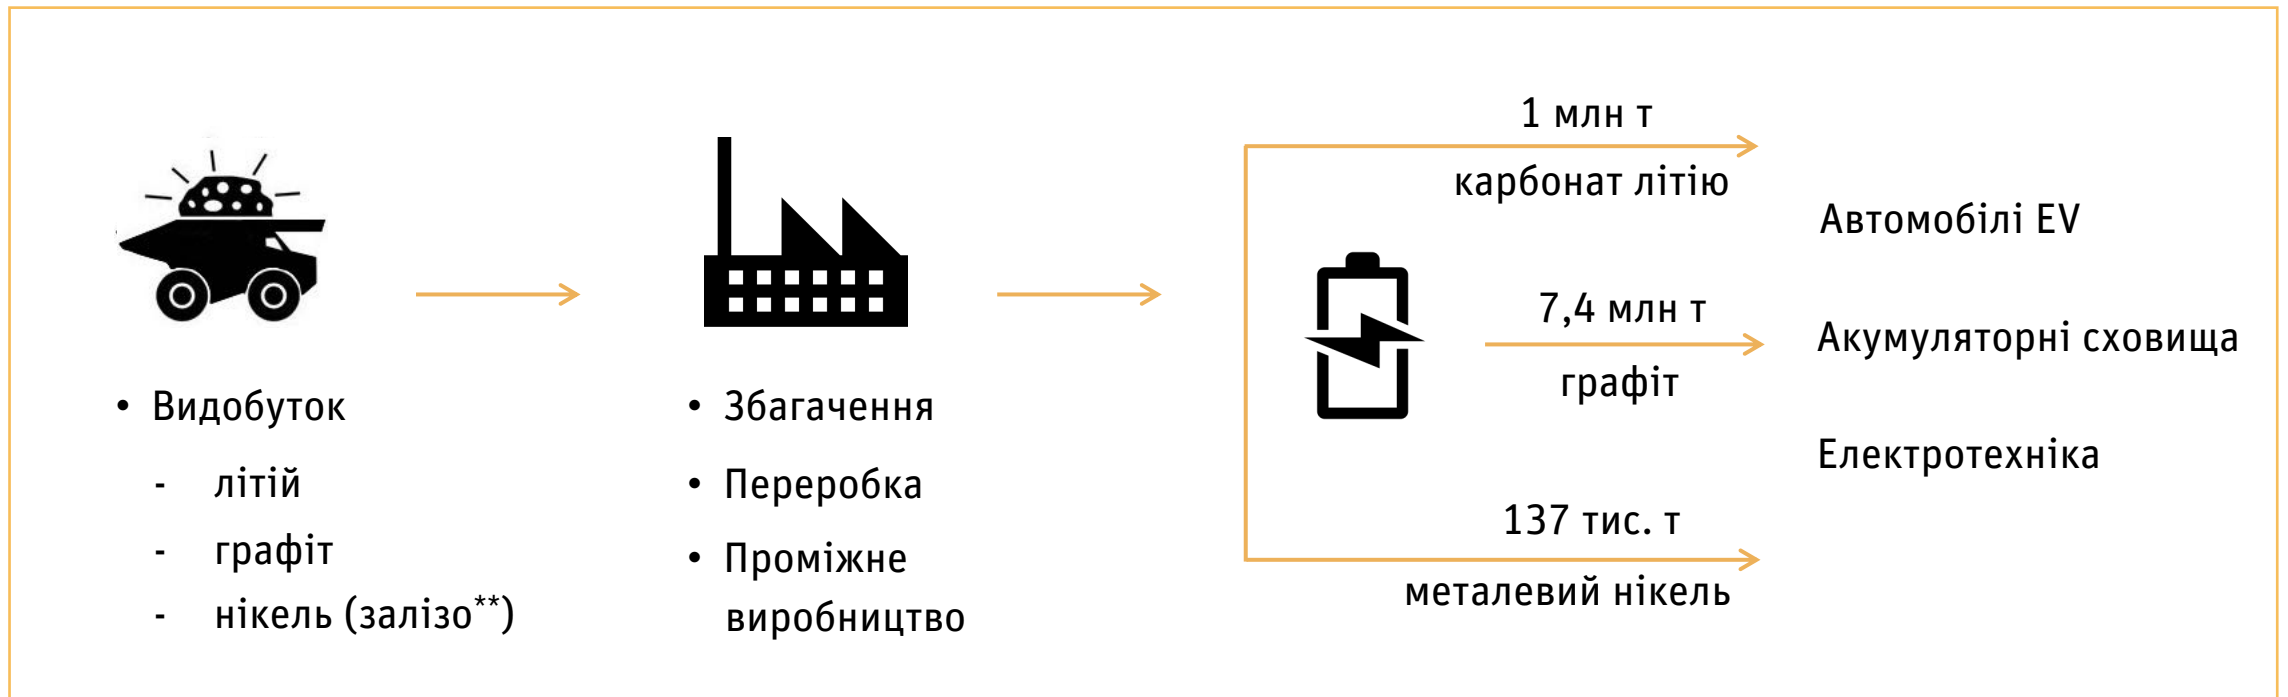 • Видобуток
- літій
- графіт
- нікель (залізо**)
• Збагачення
• Переробка
• Проміжне
виробництво
1 млн т
карбонат літію
7,4 млн т
графіт
137 тис. т
металевий нікель
Автомобілі EV
Акумуляторні сховища
Електротехніка